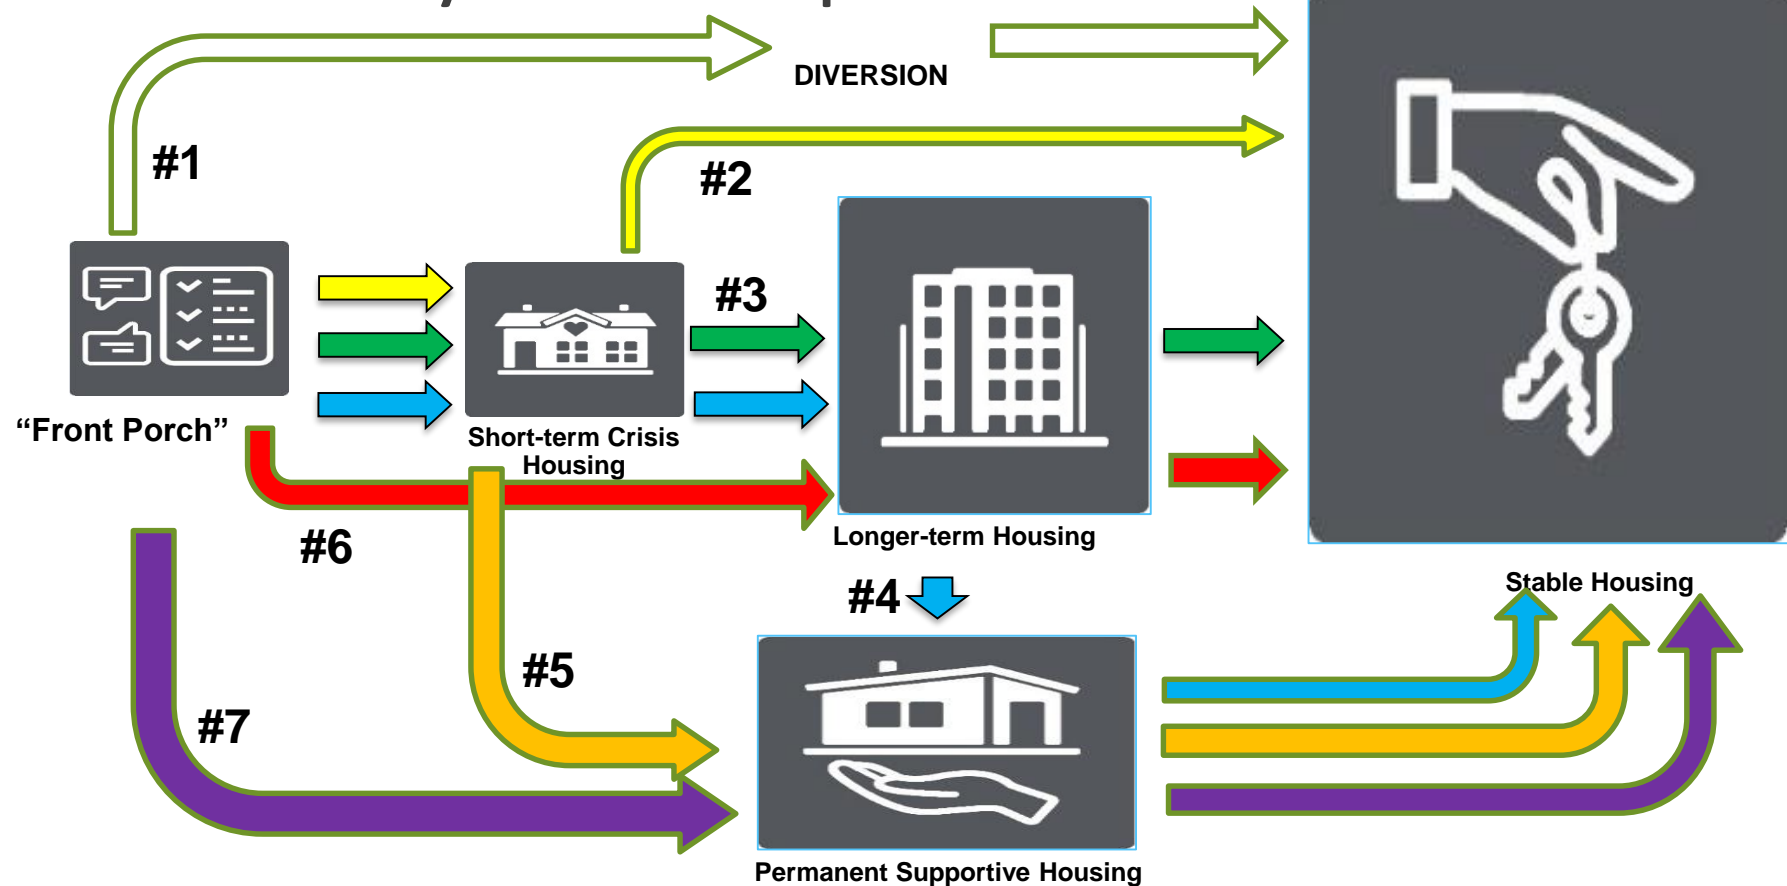 DIVERSION
#1
#2
#3
“Front Porch”
Short-term Crisis
Housing
#6
Longer-term Housing
#4
Stable Housing
#5
#7
Permanent Supportive Housing